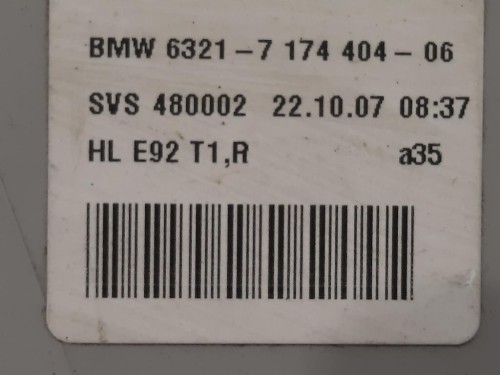 BMW 6321-7 174 404-06
SVS 480002 22.10.07 08:37
HL E92 T1,R a35